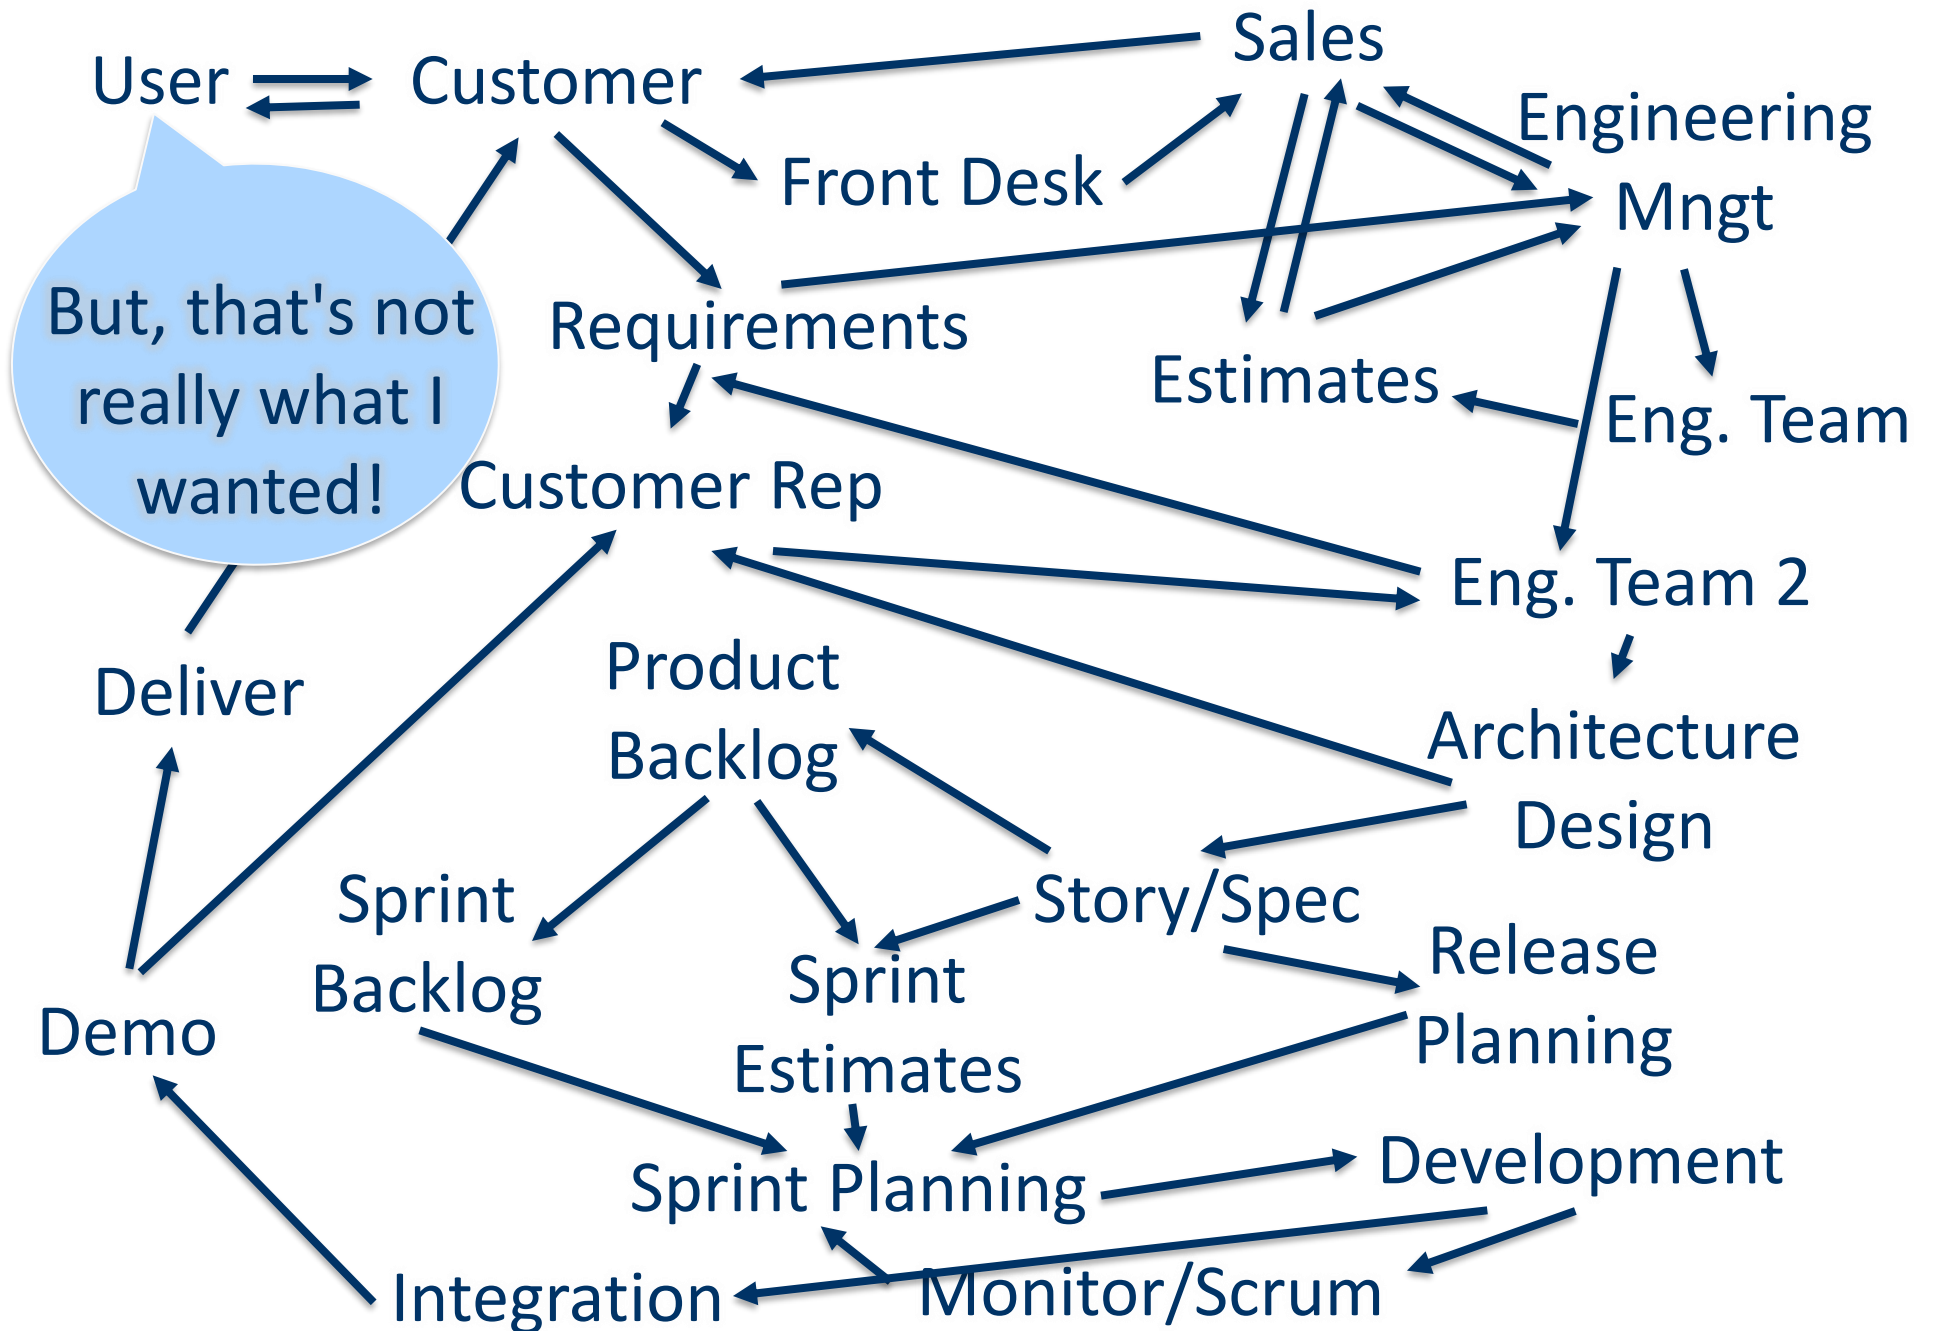 Sales
User
Customer
Engineering
Mngt
Front Desk
But, that's not
really what I
wanted!
Requirements
Estimates
Eng. Team
Customer Rep
Eng. Team 2
Product
Backlog
Deliver
Architecture
Design
Sprint
Backlog
Story/Spec
Release
Planning
Sprint
Estimates
Demo
Sprint Planning
Development
Integration
Monitor/Scrum